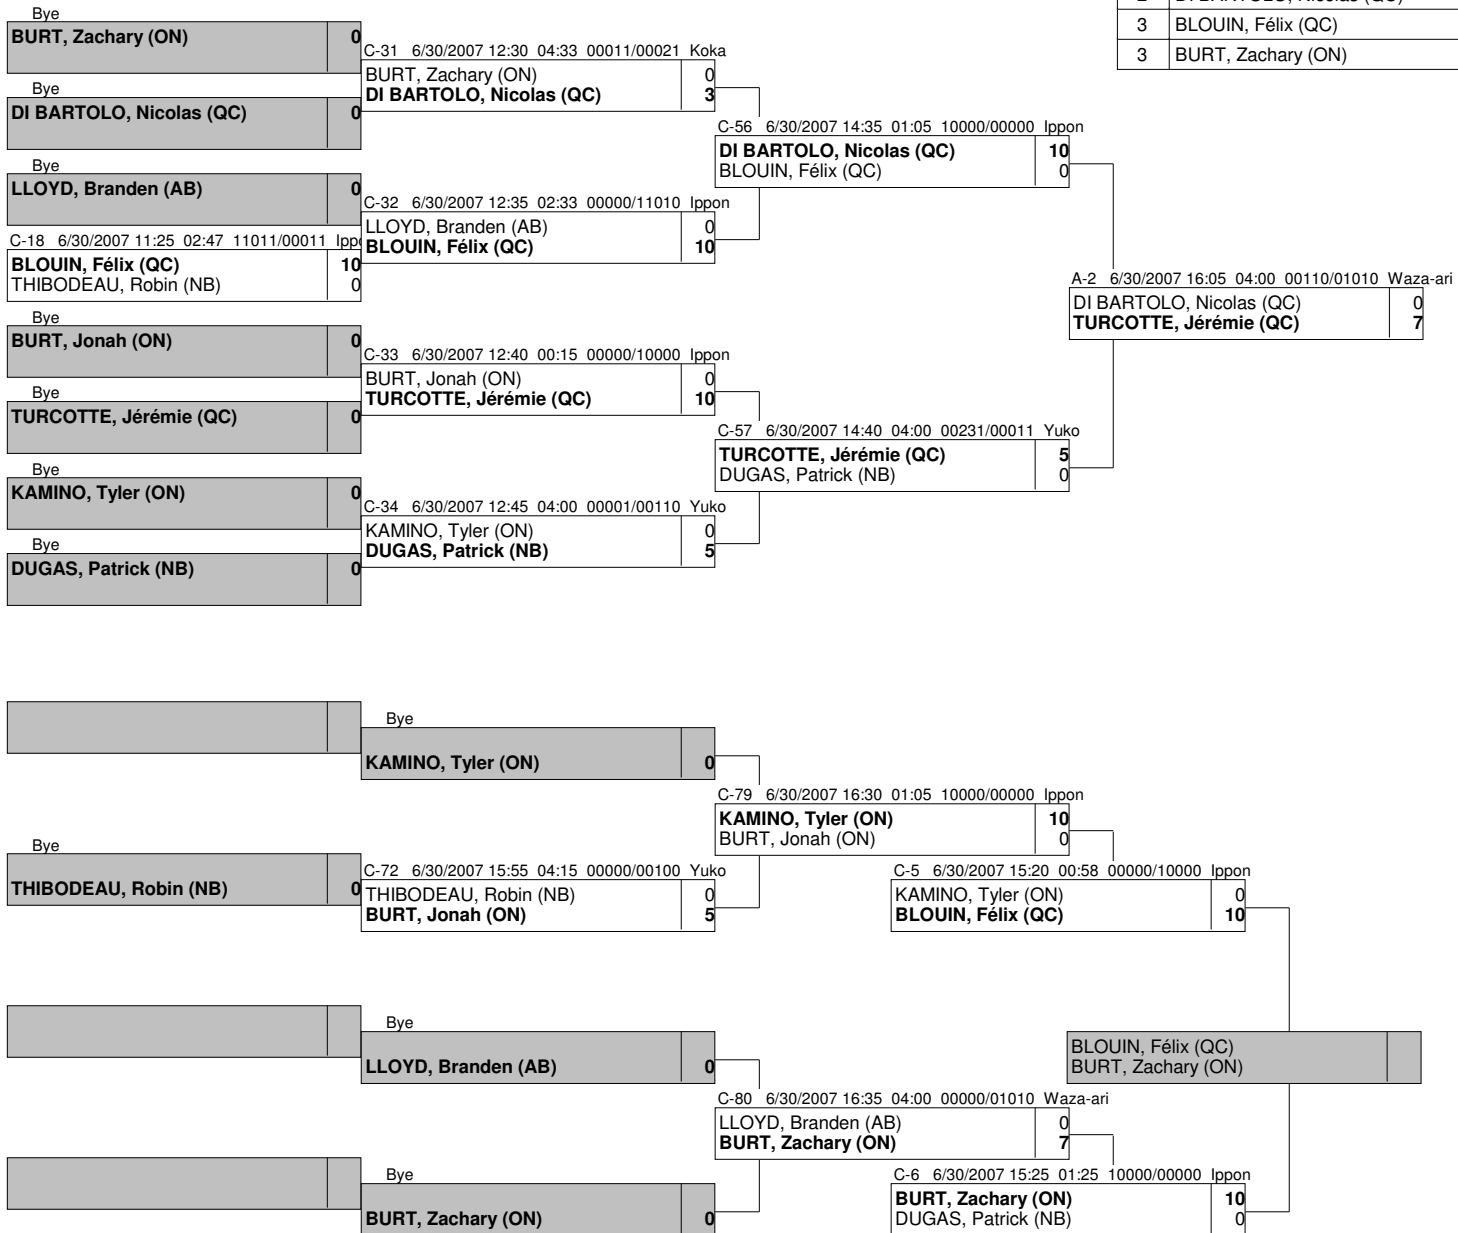 2 DI BARTOLO, Nicolas (QC)
3 BLOUIN, Félix (QC)
3 BURT, Zachary (ON)
Bye
BURT, Zachary (ON) 0
Bye
DI BARTOLO, Nicolas (QC) 0
Bye
LLOYD, Branden (AB) 0
C-18 6/30/2007 11:25 02:47 11011/00011 Ippo
BLOUIN, Félix (QC) 10
THIBODEAU, Robin (NB) 0
Bye
BURT, Jonah (ON) 0
Bye
TURCOTTE, Jérémie (QC) 0
Bye
KAMINO, Tyler (ON) 0
Bye
DUGAS, Patrick (NB) 0
C-31 6/30/2007 12:30 04:33 00011/00021 Koka
BURT, Zachary (ON) 0
DI BARTOLO, Nicolas (QC) 3
C-32 6/30/2007 12:35 02:33 00000/11010 Ippon
LLOYD, Branden (AB) 0
BLOUIN, Félix (QC) 10
C-33 6/30/2007 12:40 00:15 00000/10000 Ippon
BURT, Jonah (ON) 0
TURCOTTE, Jérémie (QC) 10
C-34 6/30/2007 12:45 04:00 00001/00110 Yuko
KAMINO, Tyler (ON) 0
DUGAS, Patrick (NB) 5
C-56 6/30/2007 14:35 01:05 10000/00000 Ippon
DI BARTOLO, Nicolas (QC) 10
BLOUIN, Félix (QC) 0
C-57 6/30/2007 14:40 04:00 00231/00011 Yuko
TURCOTTE, Jérémie (QC) 5
DUGAS, Patrick (NB) 0
A-2 6/30/2007 16:05 04:00 00110/01010 Waza-ari
DI BARTOLO, Nicolas (QC) 0
TURCOTTE, Jérémie (QC) 7
Bye
KAMINO, Tyler (ON) 0
Bye
THIBODEAU, Robin (NB) 0
C-72 6/30/2007 15:55 04:15 00000/00100 Yuko
THIBODEAU, Robin (NB) 0
BURT, Jonah (ON) 5
C-79 6/30/2007 16:30 01:05 10000/00000 Ippon
KAMINO, Tyler (ON) 10
BURT, Jonah (ON) 0
C-5 6/30/2007 15:20 00:58 00000/10000 Ippon
KAMINO, Tyler (ON) 0
BLOUIN, Félix (QC) 10
Bye
LLOYD, Branden (AB) 0
Bye
BURT, Zachary (ON) 0
C-80 6/30/2007 16:35 04:00 00000/01010 Waza-ari
LLOYD, Branden (AB) 0
BURT, Zachary (ON) 7
C-6 6/30/2007 15:25 01:25 10000/00000 Ippon
BURT, Zachary (ON) 10
DUGAS, Patrick (NB) 0
BLOUIN, Félix (QC)
BURT, Zachary (ON)